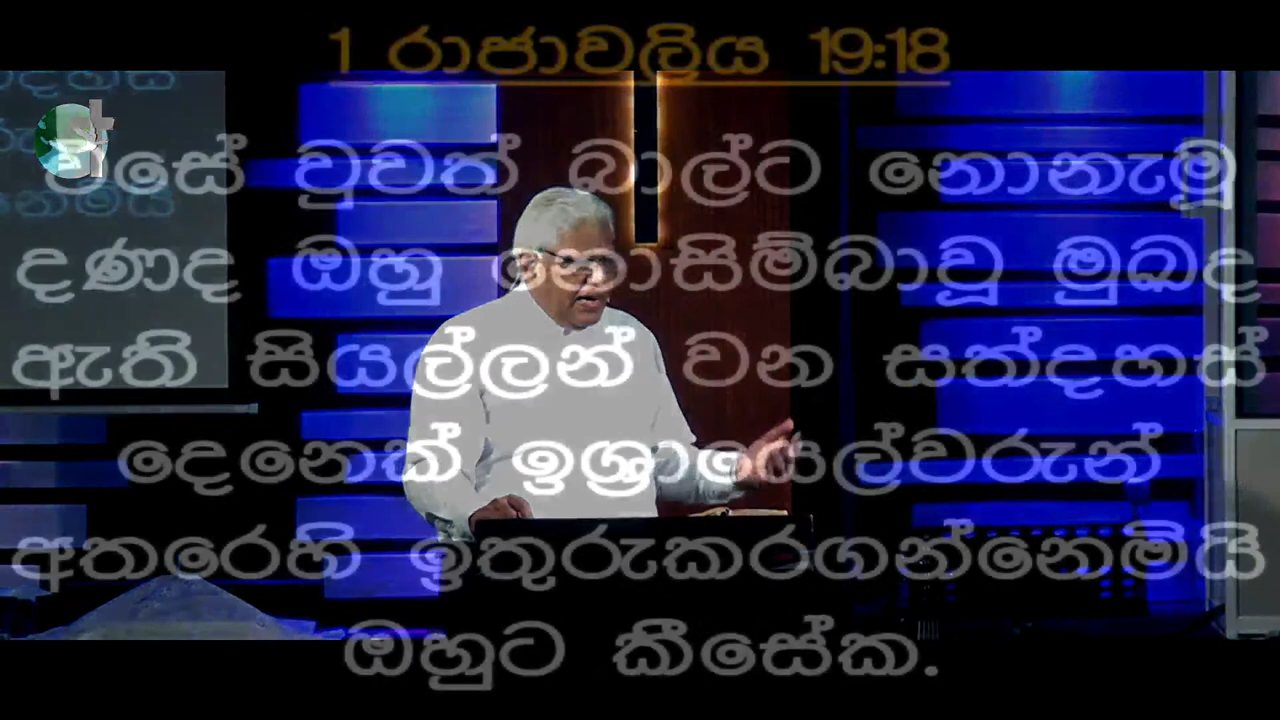 1 රාජාවලිය 19:18
එසේ වුවත් බාල්ට නොනැමූ
දණද ඔහු නොසිම්බාවූ මුඛද
ඇති සියල්ලන් වන සත්දහස්
දෙනෙක් ඉශ්‍රායෙල්වරුන්
අතරෙහි ඉතුරුකරගන්නෙමියි
ඔහුට කීසේක.